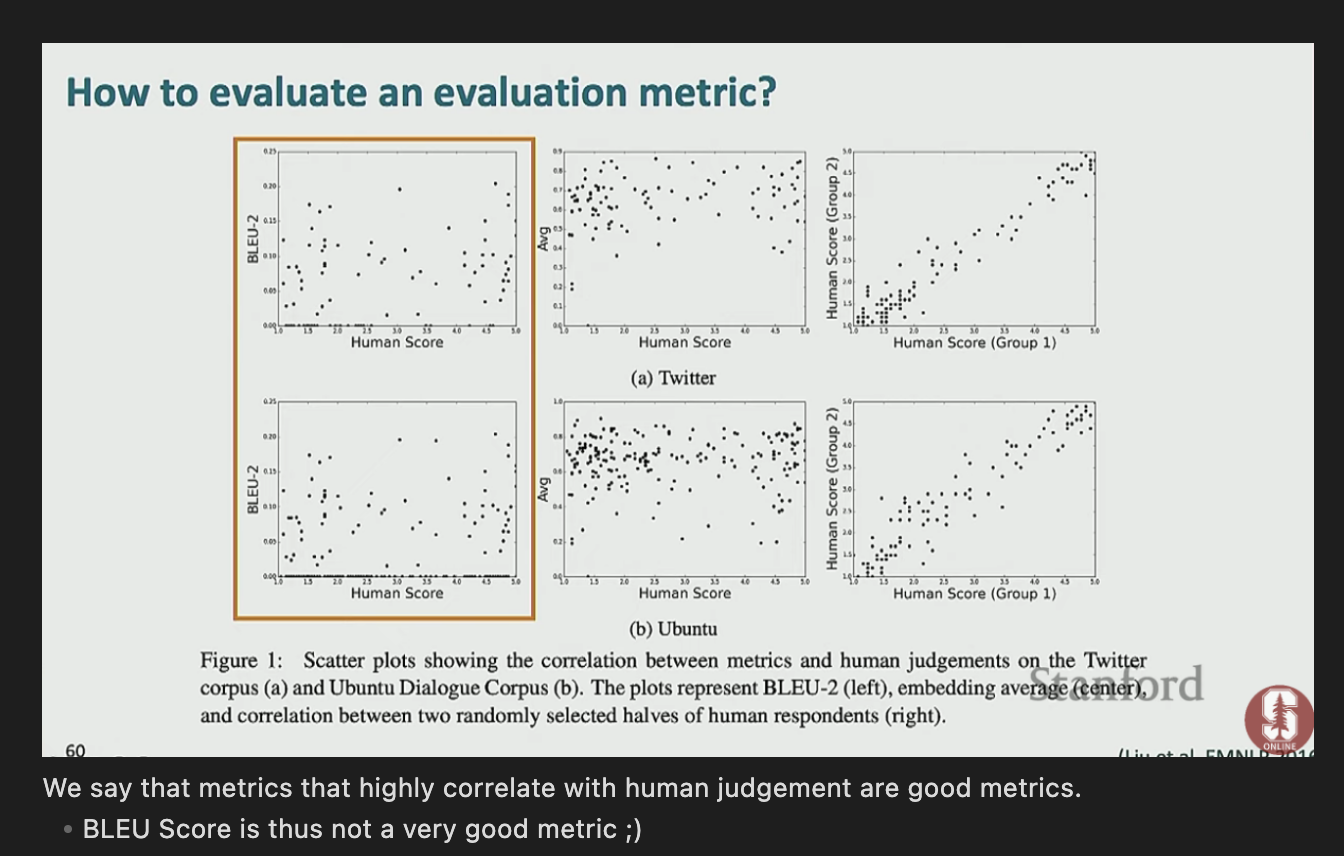 How to evaluate an evaluation metric?
0.25
0.20
0.15
0.10
0.05
0.00
BLEU-2
1.0 1.5 2.0 2.5 3.0 3.5 4.0 4.5 5.0
Human Score
0.9
0.8
0.7
0.6
0.5
0.4
0.3
0.2
0.1
0.0
Avg
1.0 1.5 2.0 2.5 3.0 3.5 4.0 4.5 5.0
Human Score
5.0
4.5
4.0
3.5
3.0
2.5
2.0
1.5
1.0
Human Score (Group 2)
1.0 1.5 2.0 2.5 3.0 3.5 4.0 4.5 5.0
Human Score (Group 1)
(a) Twitter
0.25
0.20
0.15
0.10
0.05
0.00
BLEU-2
1.0 1.5 2.0 2.5 3.0 3.5 4.0 4.5 5.0
Human Score
1.0
0.8
0.6
0.4
0.2
0.0
Avg
1.0 1.5 2.0 2.5 3.0 3.5 4.0 4.5 5.0
Human Score
5.0
4.5
4.0
3.5
3.0
2.5
2.0
1.5
1.0
Human Score (Group 2)
1.0 1.5 2.0 2.5 3.0 3.5 4.0 4.5 5.0
Human Score (Group 1)
(b) Ubuntu
Figure 1: Scatter plots showing the correlation between metrics and human judgements on the Twitter
corpus (a) and Ubuntu Dialogue Corpus (b). The plots represent BLEU-2 (left), embedding average (center),
and correlation between two randomly selected halves of human respondents (right).
Stanford
ONLINE
60
We say that metrics that highly correlate with human judgement are good metrics.
• BLEU Score is thus not a very good metric ;)